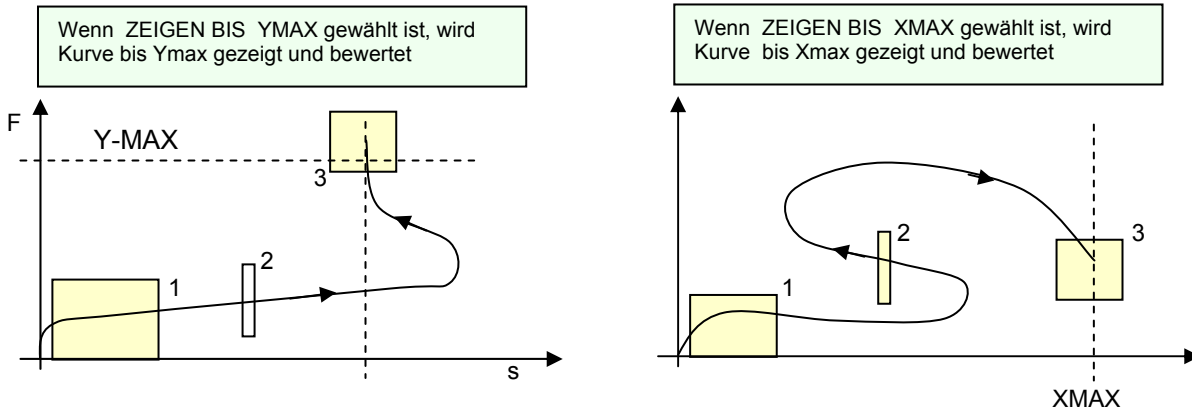 Wenn ZEIGEN BIS YMAX gewählt ist, wird
Kurve bis Ymax gezeigt und bewertet
F
Y-MAX
3
2
1
s
Wenn ZEIGEN BIS XMAX gewählt ist, wird
Kurve bis Xmax gezeigt und bewertet
2
3
1
XMAX